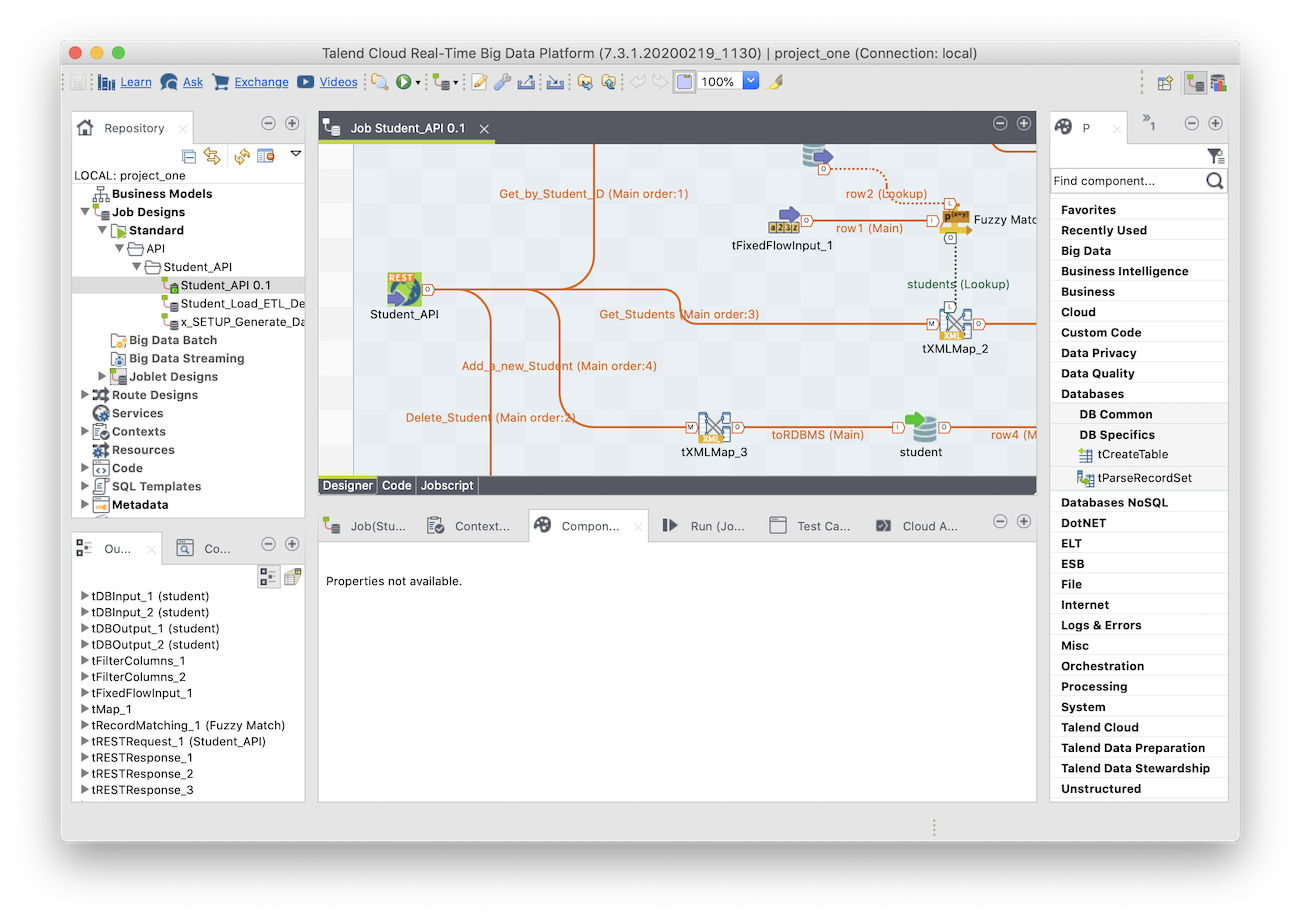 Talend Cloud Real-Time Big Data Platform (7.3.1.20200219_1130) | project_one (Connection: local)
Learn Ask Exchange Videos 100%
Repository
LOCAL: project_one
Business Models
Job Designs
Standard
API
Student_API
Student_API 0.1
Student_Load_ETL_De
x_SETUP_Generate_Da
Big Data Batch
Big Data Streaming
Joblet Designs
Route Designs
Services
Contexts
Resources
Code
SQL Templates
Metadata
Ou... Co...
tDBInput_1 (student)
tDBInput_2 (student)
tDBOutput_1 (student)
tDBOutput_2 (student)
tFilterColumns_1
tFilterColumns_2
tFixedFlowInput_1
tMap_1
tRecordMatching_1 (Fuzzy Match)
tRESTRequest_1 (Student_API)
tRESTResponse_1
tRESTResponse_2
tRESTResponse_3
Job Student_API 0.1
Get_by_Student_ID (Main order:1)
row2 (Lookup)
row1 (Main)
Fuzzy Matc
tFixedFlowInput_1
students (Lookup)
REST
Student_API
Get_Students (Main order:3)
XML
tXMLMap_2
Add_a_new_Student (Main order:4)
Delete_Student (Main order:2)
XML
toRDBMS (Main)
row4 (M
tXMLMap_3
student
Designer Code Jobscript
Job(Stu... Context... Compon... Run (Jo... Test Ca... Cloud A...
Properties not available.
P
1
Find component...
Favorites
Recently Used
Big Data
Business Intelligence
Business
Cloud
Custom Code
Data Privacy
Data Quality
Databases
DB Common
DB Specifics
tCreateTable
tParseRecordSet
Databases NoSQL
DotNET
ELT
ESB
File
Internet
Logs & Errors
Misc
Orchestration
Processing
System
Talend Cloud
Talend Data Preparation
Talend Data Stewardship
Unstructured